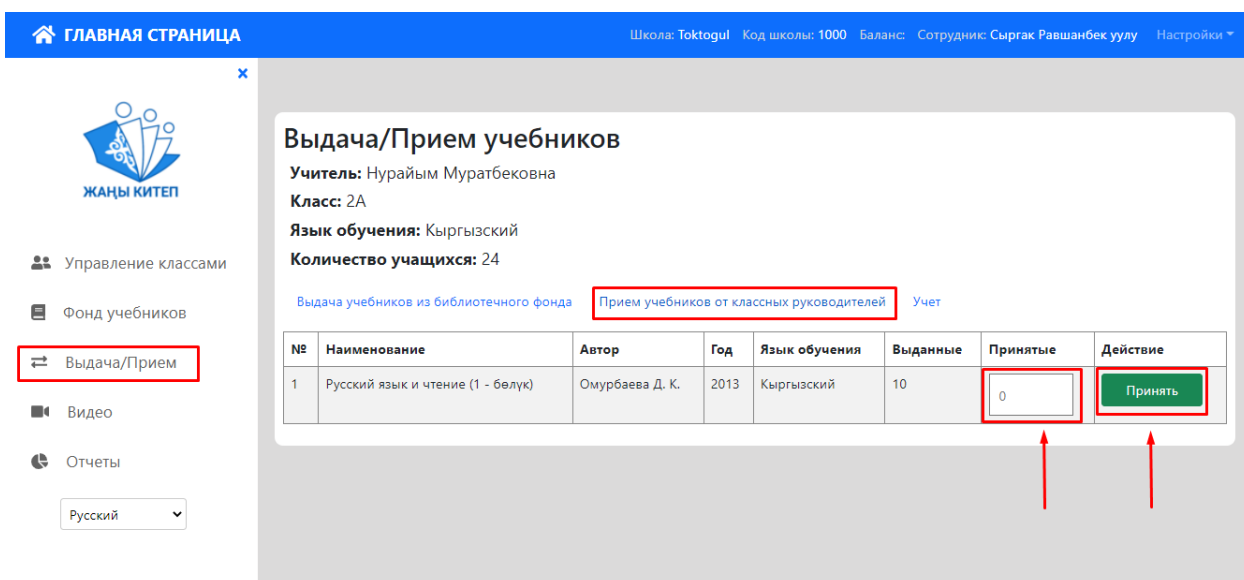 ГЛАВНАЯ СТРАНИЦА
Школа: Toktogul Код школы: 1000 Баланс: Сотрудник: Сыргак Равшанбек уулу Настройки
×
ЖАҢЫ КИТЕП
Управление классами
Фонд учебников
Выдача/Прием
Видео
Отчеты
Русский
Выдача/Прием учебников
Учитель: Нурайым Муратбековна
Класс: 2А
Язык обучения: Кыргызский
Количество учащихся: 24
Выдача учебников из библиотечного фонда Прием учебников от классных руководителей Учет
№ Наименование Автор Год Язык обучения Выданные Принятые Действие
1 Русский язык и чтение (1 - бөлүк) Омурбаева Д. К. 2013 Кыргызский 10 0 Принять